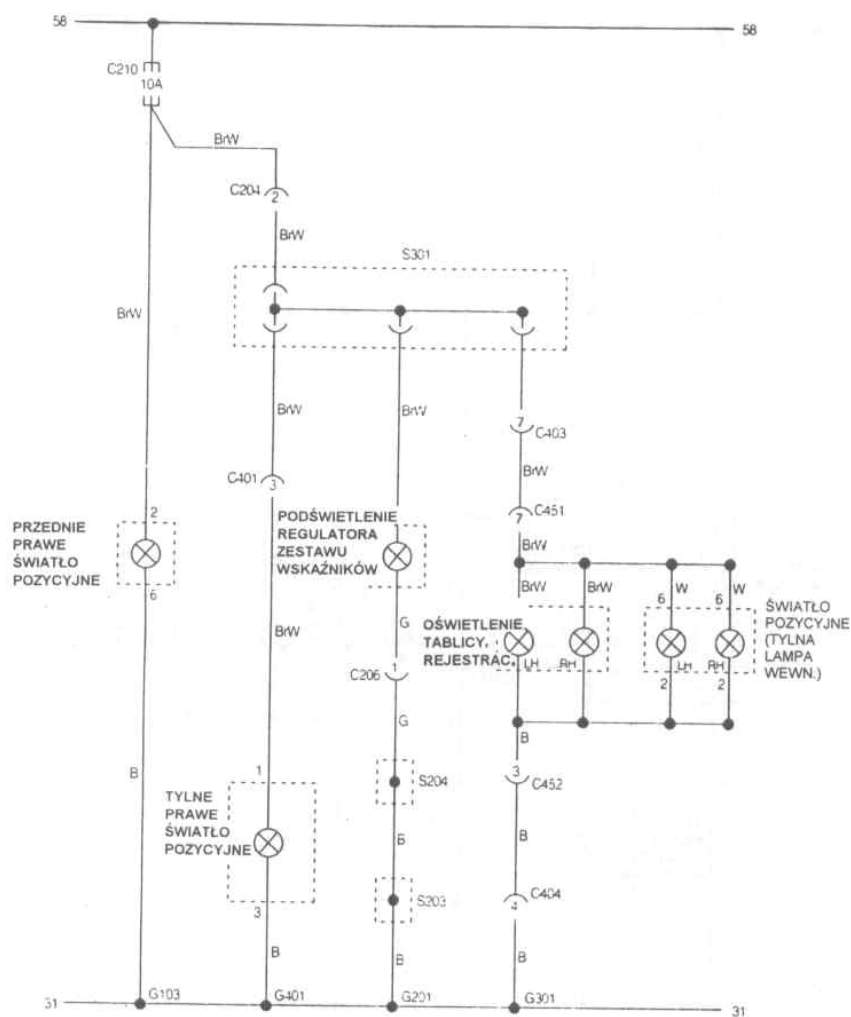 58
58
C210
10A
BrW
C204
2
BrW
S301
BrW
BrW
BrW
7
C403
C401
3
BrW
C451
7
2
PRZEDNIE
PRAWE
ŚWIATŁO
POZYCYJNE
6
PODŚWIETLENIE
REGULATORA
ZESTAWU
WSKAŹNIKÓW
BrW
BrW
BrW
W
W
6
6
G
BrW
OŚWIETLENIE
TABLICY.
REJESTRAC.
LH
RH
LH
RH
2
2
ŚWIATŁO
POZYCYJNE
(TYLNA
LAMPA
WEWN.)
1
C206
G
B
B
3
C452
1
S204
TYLNE
PRAWE
ŚWIATŁO
POZYCYJNE
B
B
3
S203
C404
4
B
B
B
31
G103
G401
G201
G301
31